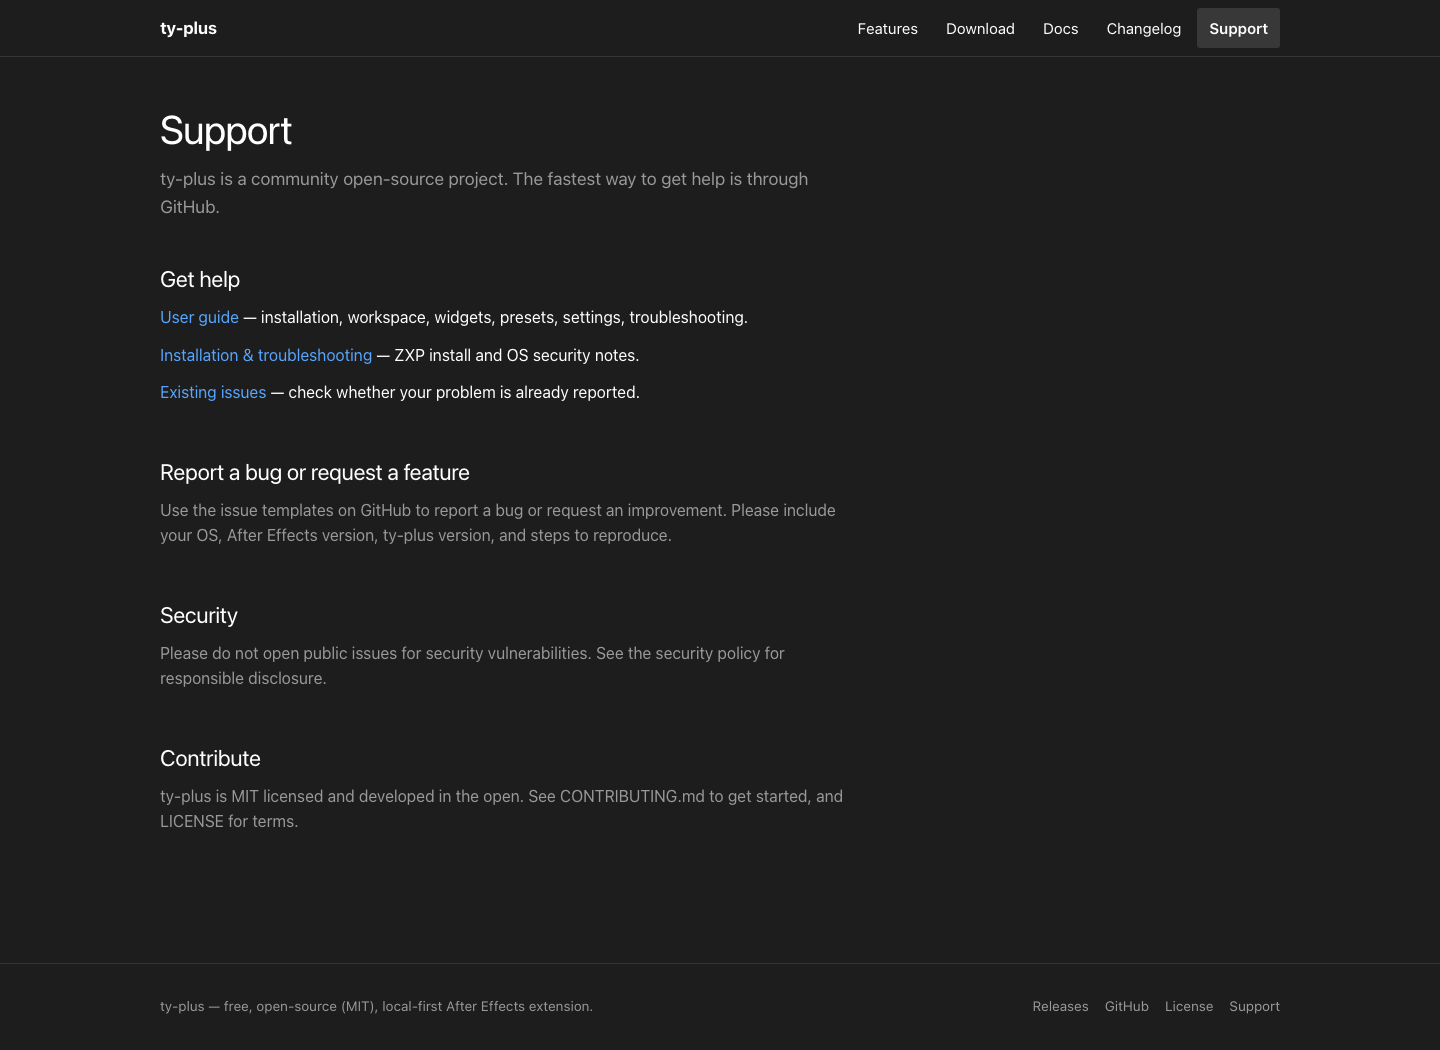 ty-plus
Features
Download
Docs
Changelog
Support
Support
ty-plus is a community open-source project. The fastest way to get help is through
GitHub.
Get help
User guide — installation, workspace, widgets, presets, settings, troubleshooting.
Installation & troubleshooting — ZXP install and OS security notes.
Existing issues — check whether your problem is already reported.
Report a bug or request a feature
Use the issue templates on GitHub to report a bug or request an improvement. Please include
your OS, After Effects version, ty-plus version, and steps to reproduce.
Security
Please do not open public issues for security vulnerabilities. See the security policy for
responsible disclosure.
Contribute
ty-plus is MIT licensed and developed in the open. See CONTRIBUTING.md to get started, and
LICENSE for terms.
ty-plus — free, open-source (MIT), local-first After Effects extension.
Releases
GitHub
License
Support